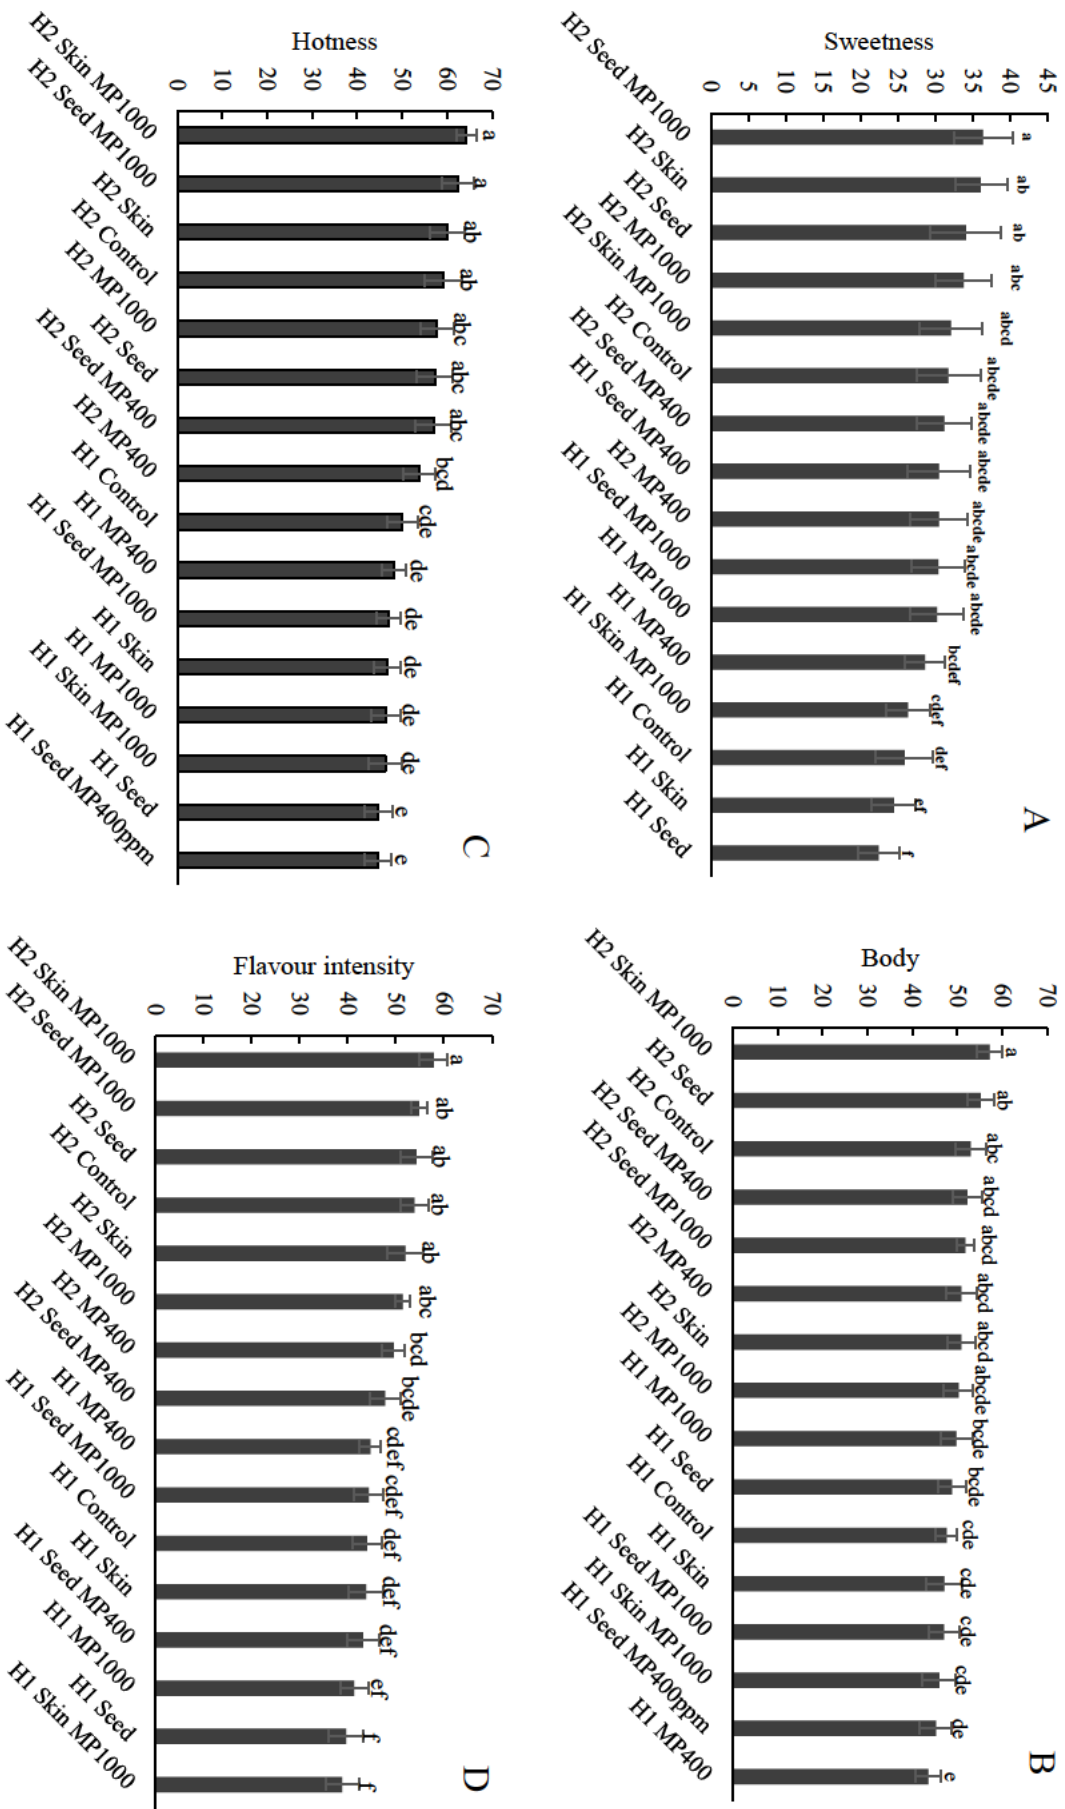 A
Sweetness
45
40
35
30
25
20
15
10
5
0
a
ab
ab
abc
abcd
abcde
abcde
abcde
abcde
abcde
abcde
bcdef
cdef
def
ef
f
H2 Seed MP1000
H2 Skin
H2 Seed
H2 MP1000
H2 Skin MP1000
H2 Control
H2 Seed MP400
H1 Seed MP400
H2 MP400
H1 Seed MP1000
H1 MP1000
H1 MP400
H1 Skin MP1000
H1 Control
H1 Skin
H1 Seed
B
Body
70
60
50
40
30
20
10
0
a
ab
abc
abcd
abcd
abcd
abcd
abcde
bcde
bcde
cde
cde
cde
cde
de
e
H2 Skin MP1000
H2 Seed
H2 Control
H2 Seed MP400
H2 Seed MP1000
H2 MP400
H2 Skin
H2 MP1000
H1 MP1000
H1 Seed
H1 Control
H1 Skin
H1 Seed MP1000
H1 Skin MP1000
H1 Seed MP400ppm
H1 MP400
C
Hotness
70
60
50
40
30
20
10
0
a
a
ab
ab
abc
abc
abc
bcd
cde
de
de
de
de
de
e
e
H2 Skin MP1000
H2 Seed MP1000
H2 Skin
H2 Control
H2 MP1000
H2 Seed
H2 Seed MP400
H2 MP400
H1 Control
H1 MP400
H1 Seed MP1000
H1 Skin
H1 MP1000
H1 Skin MP1000
H1 Seed
H1 Seed MP400ppm
D
Flavour intensity
70
60
50
40
30
20
10
0
a
ab
ab
ab
ab
abc
bcd
bcde
cdef
cdef
def
def
def
ef
f
f
H2 Skin MP1000
H2 Seed MP1000
H2 Seed
H2 Control
H2 Skin
H2 MP1000
H2 MP400
H2 Seed MP400
H1 MP400
H1 Seed MP1000
H1 Control
H1 Skin
H1 Seed MP400
H1 MP1000
H1 Seed
H1 Skin MP1000